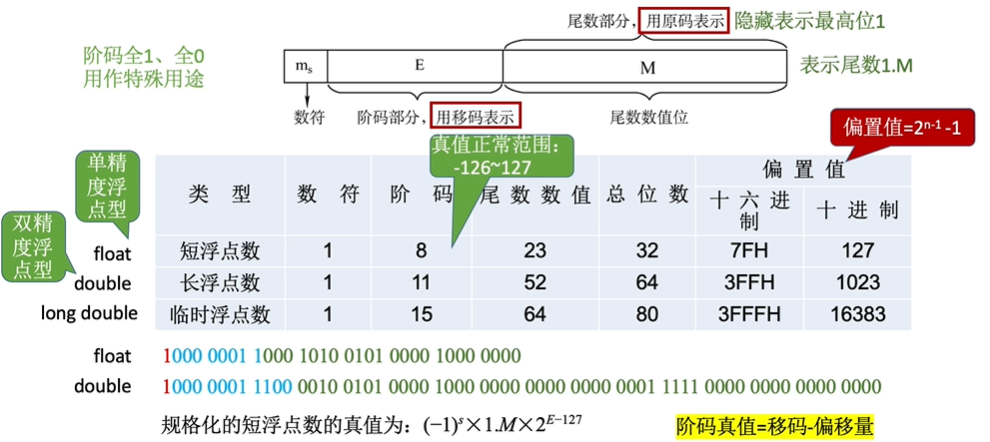 尾数部分，用原码表示 隐藏表示最高位1
阶码全1、全0
用作特殊用途
mₛ E M
表示尾数1.M
数符 阶码部分，用移码表示 尾数数值位
偏置值=2ⁿ⁻¹-1
真值正常范围：
-126~127
单精
度浮
点型
双精
度浮
点型
类 型 数 符 阶 码 尾 数 数 值 总 位 数 偏 置 值
十 六 进 制 十 进 制
float 短浮点数 1 8 23 32 7FH 127
double 长浮点数 1 11 52 64 3FFH 1023
long double 临时浮点数 1 15 64 80 3FFFH 16383
float 1000 0001 1000 1010 0101 0000 1000 0000
double 1000 0001 1100 0010 0101 0000 1000 0000 0000 0000 0001 1111 0000 0000 0000 0000
规格化的短浮点数的真值为：(−1)ˢ×1.M×2ᴱ⁻¹²⁷ 阶码真值=移码-偏移量